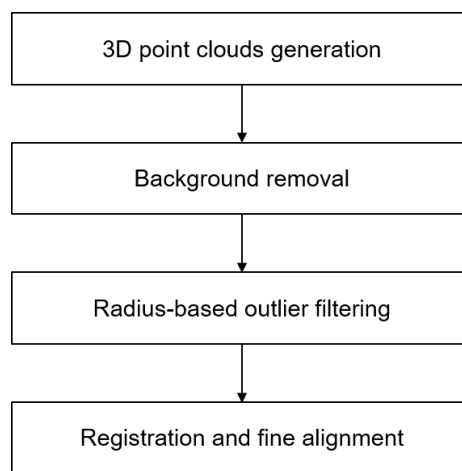 3D point clouds generation
Background removal
Radius-based outlier filtering
Registration and fine alignment